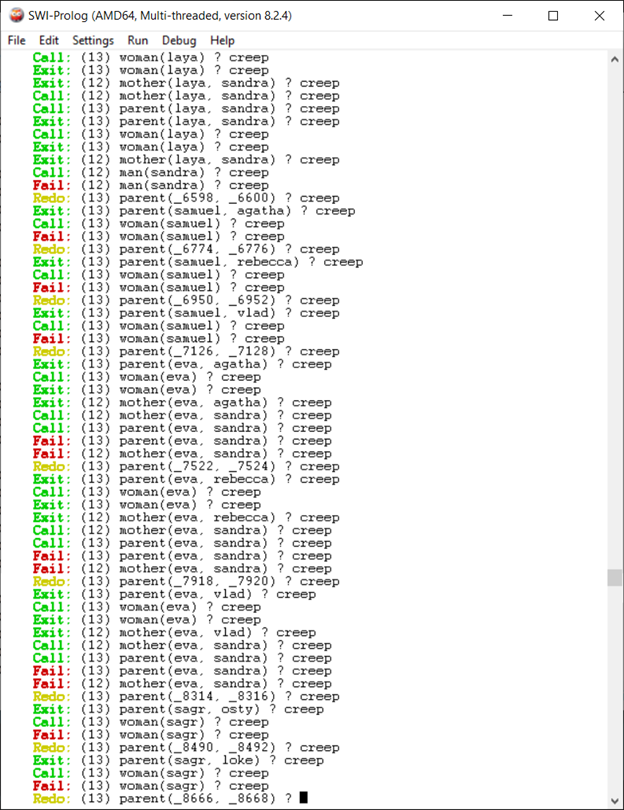 SWI-Prolog (AMD64, Multi-threaded, version 8.2.4)
File Edit Settings Run Debug Help
Call: (13) woman(laya) ? creep
Exit: (13) woman(laya) ? creep
Exit: (12) mother(laya, sandra) ? creep
Call: (12) mother(laya, sandra) ? creep
Call: (13) parent(laya, sandra) ? creep
Exit: (13) parent(laya, sandra) ? creep
Call: (13) woman(laya) ? creep
Exit: (13) woman(laya) ? creep
Exit: (12) mother(laya, sandra) ? creep
Call: (12) man(sandra) ? creep
Fail: (12) man(sandra) ? creep
Redo: (13) parent(_6598, _6600) ? creep
Exit: (13) parent(samuel, agatha) ? creep
Call: (13) woman(samuel) ? creep
Fail: (13) woman(samuel) ? creep
Redo: (13) parent(_6774, _6776) ? creep
Exit: (13) parent(samuel, rebecca) ? creep
Call: (13) woman(samuel) ? creep
Fail: (13) woman(samuel) ? creep
Redo: (13) parent(_6950, _6952) ? creep
Exit: (13) parent(samuel, vlad) ? creep
Call: (13) woman(samuel) ? creep
Fail: (13) woman(samuel) ? creep
Redo: (13) parent(_7126, _7128) ? creep
Exit: (13) parent(eva, agatha) ? creep
Call: (13) woman(eva) ? creep
Exit: (13) woman(eva) ? creep
Exit: (12) mother(eva, agatha) ? creep
Call: (12) mother(eva, sandra) ? creep
Call: (13) parent(eva, sandra) ? creep
Fail: (13) parent(eva, sandra) ? creep
Fail: (12) mother(eva, sandra) ? creep
Redo: (13) parent(_7522, _7524) ? creep
Exit: (13) parent(eva, rebecca) ? creep
Call: (13) woman(eva) ? creep
Exit: (13) woman(eva) ? creep
Exit: (12) mother(eva, rebecca) ? creep
Call: (12) mother(eva, sandra) ? creep
Call: (13) parent(eva, sandra) ? creep
Fail: (13) parent(eva, sandra) ? creep
Fail: (12) mother(eva, sandra) ? creep
Redo: (13) parent(_7918, _7920) ? creep
Exit: (13) parent(eva, vlad) ? creep
Call: (13) woman(eva) ? creep
Exit: (13) woman(eva) ? creep
Exit: (12) mother(eva, vlad) ? creep
Call: (12) mother(eva, sandra) ? creep
Call: (13) parent(eva, sandra) ? creep
Fail: (13) parent(eva, sandra) ? creep
Fail: (12) mother(eva, sandra) ? creep
Redo: (13) parent(_8314, _8316) ? creep
Exit: (13) parent(sagr, osty) ? creep
Call: (13) woman(sagr) ? creep
Fail: (13) woman(sagr) ? creep
Redo: (13) parent(_8490, _8492) ? creep
Exit: (13) parent(sagr, loke) ? creep
Call: (13) woman(sagr) ? creep
Fail: (13) woman(sagr) ? creep
Redo: (13) parent(_8666, _8668) ?